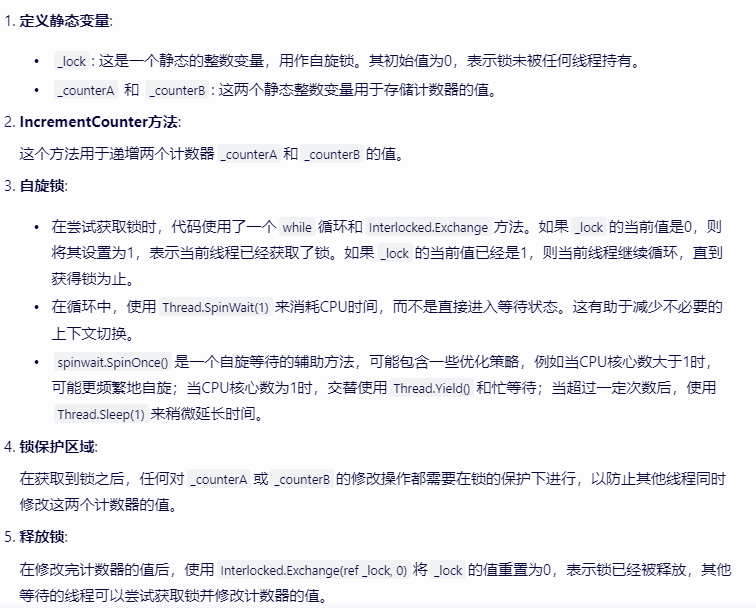 1. 定义静态变量:
• _lock : 这是一个静态的整数变量，用作自旋锁。其初始值为0，表示锁未被任何线程持有。
• _counterA 和 _counterB : 这两个静态整数变量用于存储计数器的值。
2. IncrementCounter方法:
这个方法用于递增两个计数器 _counterA 和 _counterB 的值。
3. 自旋锁:
• 在尝试获取锁时，代码使用了一个 while 循环和 Interlocked.Exchange 方法。如果 _lock 的当前值是0，则
将其设置为1，表示当前线程已经获取了锁。如果 _lock 的当前值已经是1，则当前线程继续循环，直到
获得锁为止。
• 在循环中，使用 Thread.SpinWait(1) 来消耗CPU时间，而不是直接进入等待状态。这有助于减少不必要的
上下文切换。
• spinwait.SpinOnce() 是一个自旋等待的辅助方法，可能包含一些优化策略，例如当CPU核心数大于1时，
可能更频繁地自旋；当CPU核心数为1时，交替使用 Thread.Yield() 和忙等待；当超过一定次数后，使用
Thread.Sleep(1) 来稍微延长时间。
4. 锁保护区域:
在获取到锁之后，任何对 _counterA 或 _counterB 的修改操作都需要在锁的保护下进行，以防止其他线程同时
修改这两个计数器的值。
5. 释放锁:
在修改完计数器的值后，使用 Interlocked.Exchange(ref _lock, 0) 将 _lock 的值重置为0，表示锁已经被释放，其他
等待的线程可以尝试获取锁并修改计数器的值。